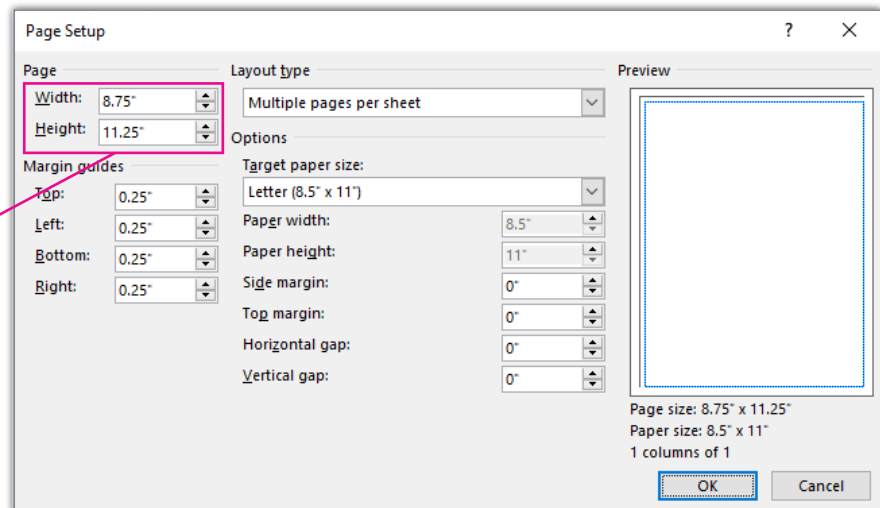 Page Setup ?
Page
Width: 8.75"
Height: 11.25"
Margin guides
Top: 0.25"
Left: 0.25"
Bottom: 0.25"
Right: 0.25"
Layout type
Multiple pages per sheet
Options
Target paper size:
Letter (8.5" x 11")
Paper width: 8.5"
Paper height: 11"
Side margin: 0"
Top margin: 0"
Horizontal gap: 0"
Vertical gap: 0"
Preview
Page size: 8.75" x 11.25"
Paper size: 8.5" x 11"
1 columns of 1
OK Cancel